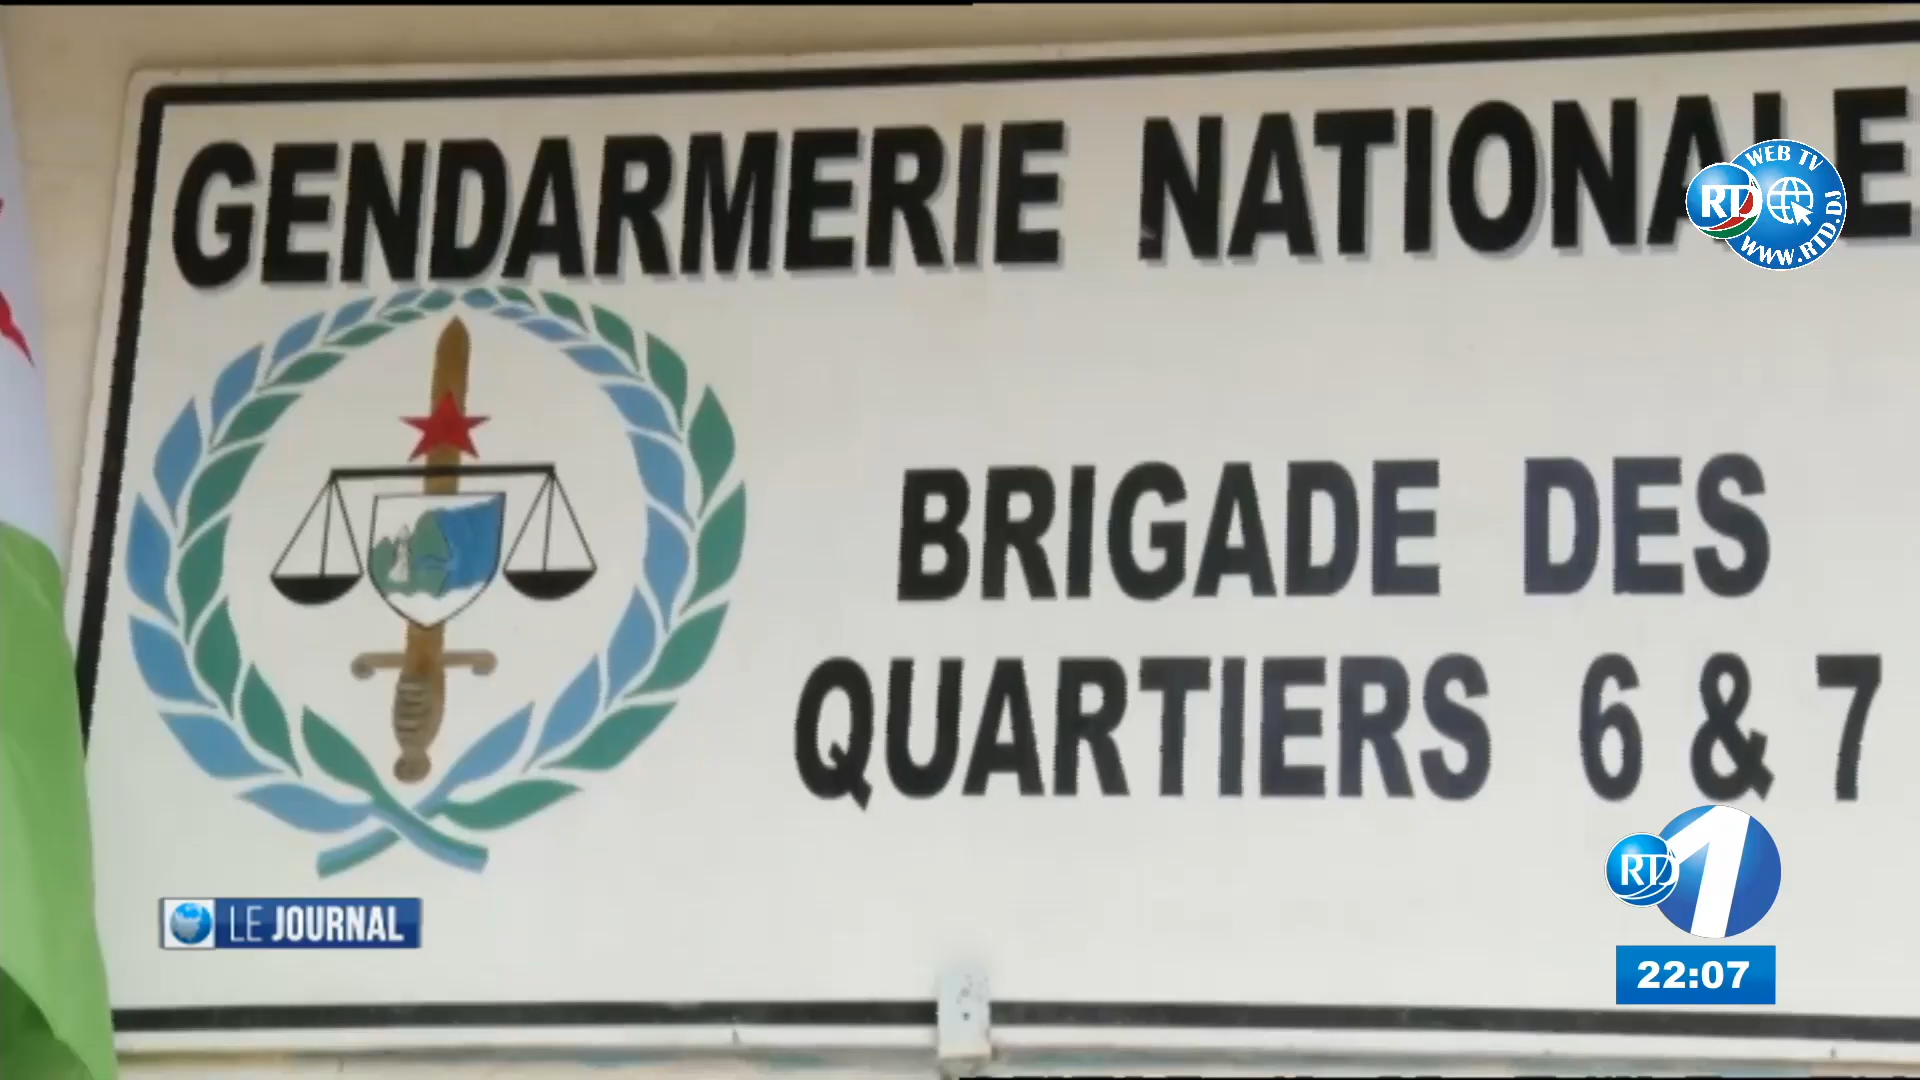 GENDARMERIE NATIONALE
WEB TV
RTD
WWW.RTD.DJ
BRIGADE DES
QUARTIERS 6 & 7
RTD 1
LE JOURNAL
22:07